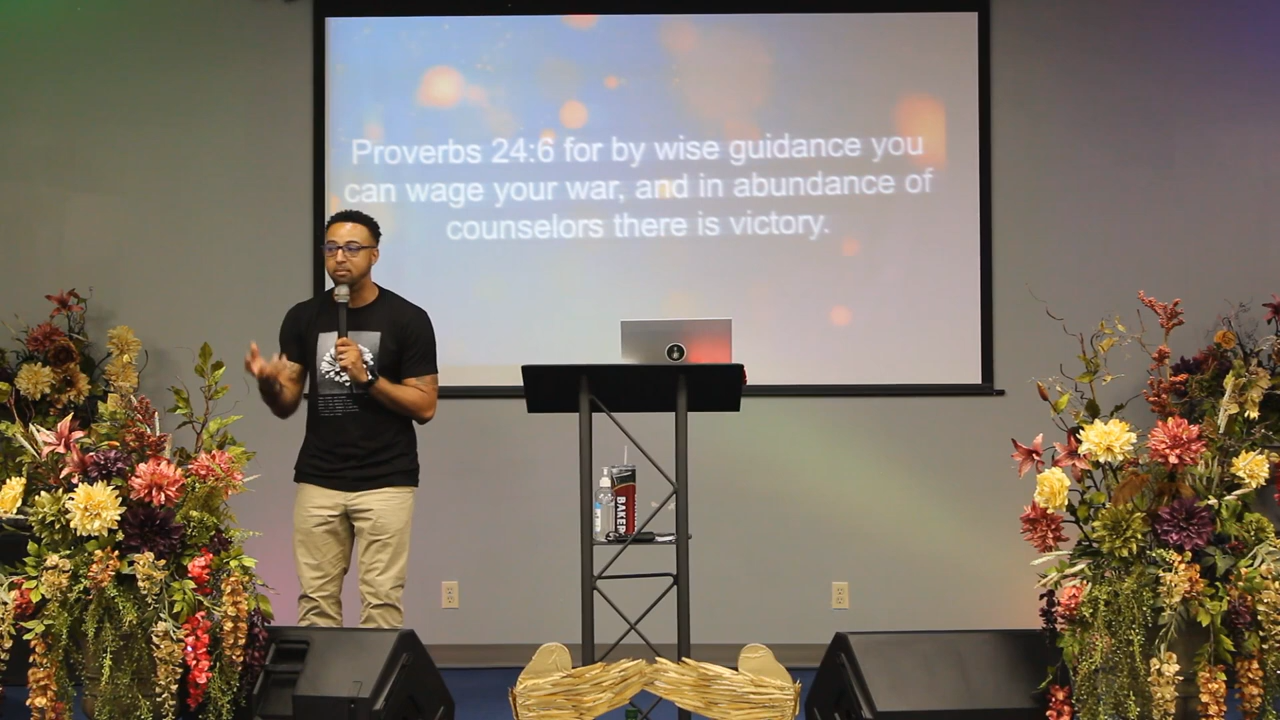 Proverbs 24:6 for by wise guidance you
can wage your war, and in abundance of
counselors there is victory.
BAKER